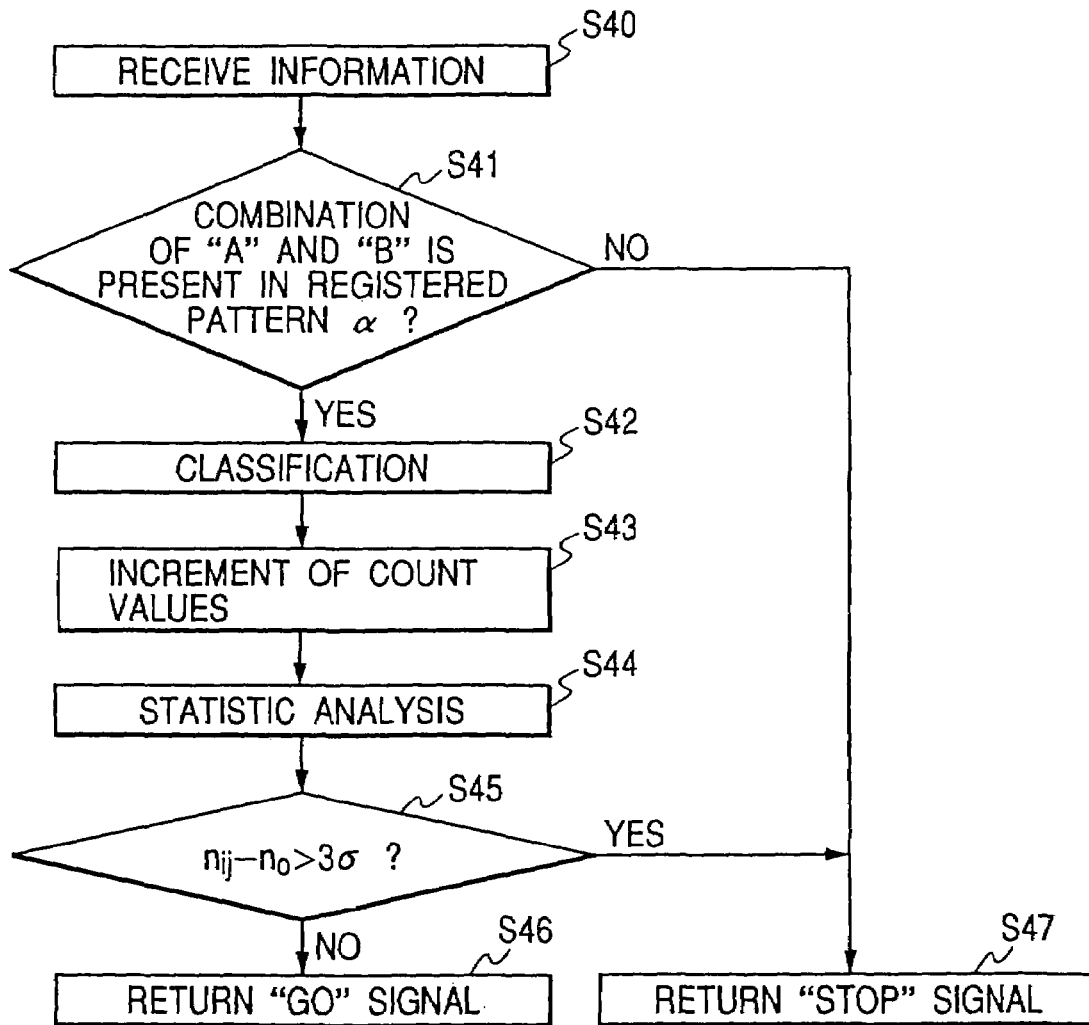 S40
RECEIVE INFORMATION
S41
COMBINATION
OF “A” AND “B” IS
PRESENT IN REGISTERED
PATTERN α ?
NO
YES
S42
CLASSIFICATION
S43
INCREMENT OF COUNT
VALUES
S44
STATISTIC ANALYSIS
S45
nij–no>3σ ?
YES
NO
S46
RETURN “GO” SIGNAL
S47
RETURN “STOP” SIGNAL